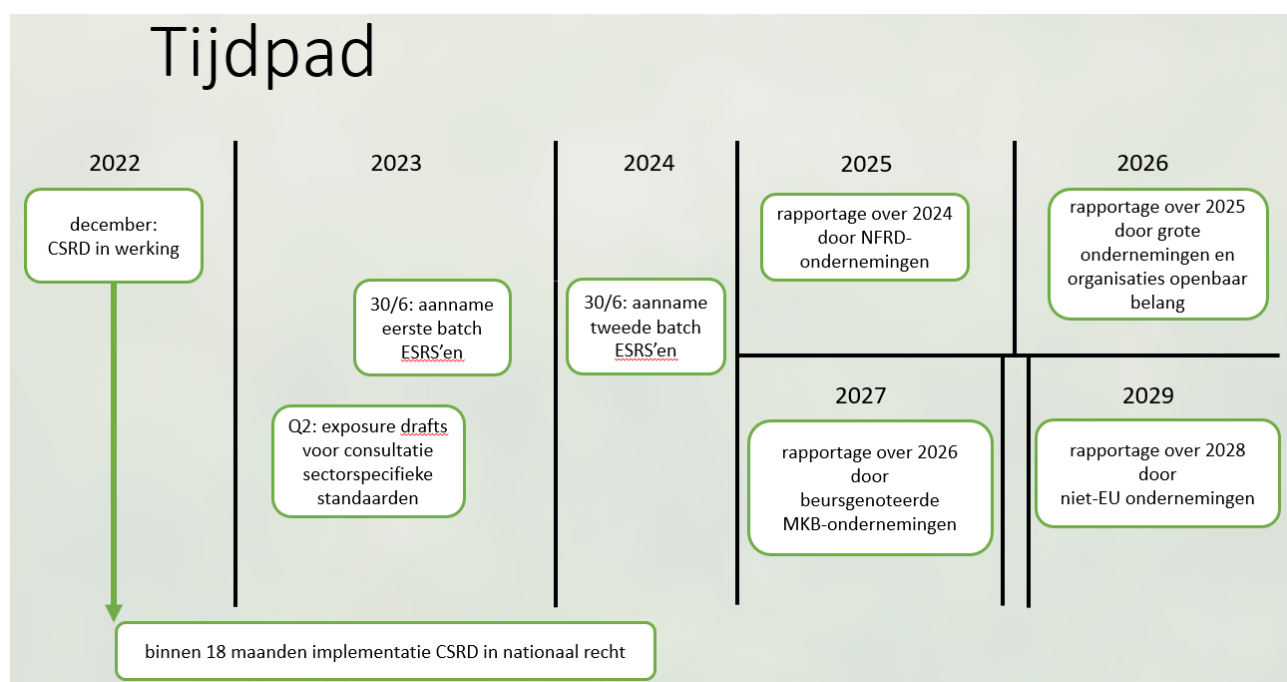 Tijdpad
2022
december:
CSRD in werking
2023
30/6: aanname
eerste batch
ESRS'en
Q2: exposure drafts
voor consultatie
sectorspecifieke
standaarden
2024
30/6: aanname
tweede batch
ESRS'en
2025
rapportage over 2024
door NFRD-
ondernemingen
2026
rapportage over 2025
door grote
ondernemingen en
organisaties openbaar
belang
2027
rapportage over 2026
door
beursgenoteerde
MKB-ondernemingen
2029
rapportage over 2028
door
niet-EU ondernemingen
binnen 18 maanden implementatie CSRD in nationaal recht